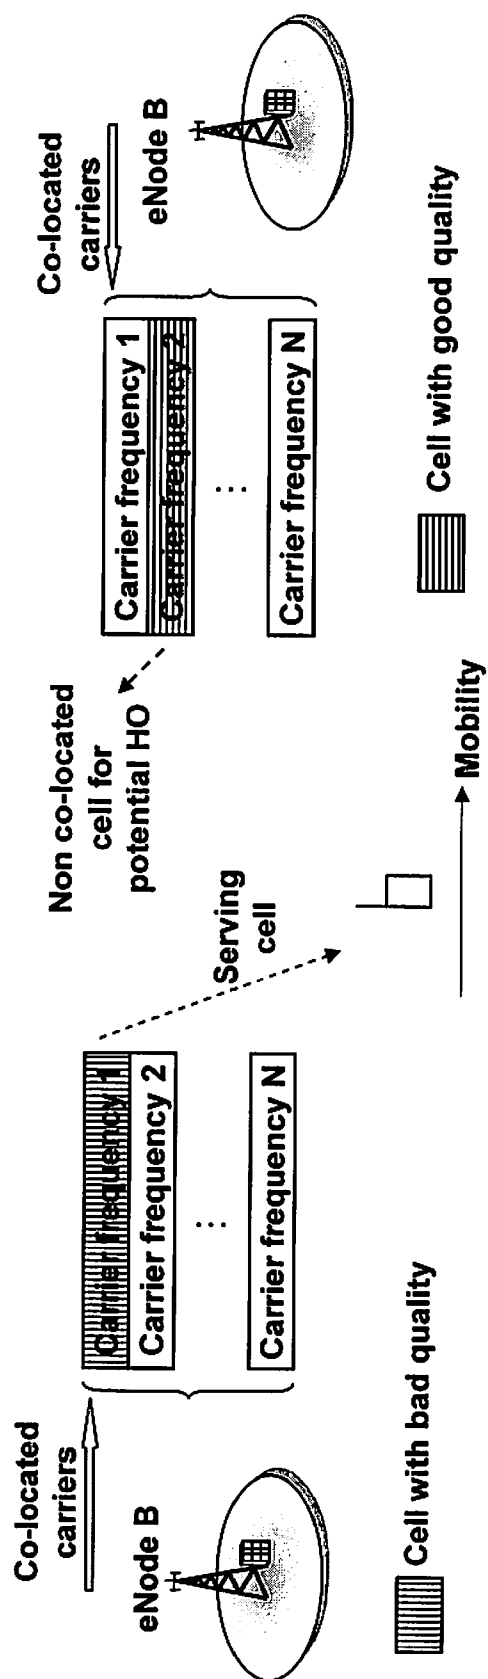 Co-located
carriers
eNode B
Carrier frequency 1
Carrier frequency 2
...
Carrier frequency N
Serving
cell
Non co-located
cell for
potential HO
Mobility
Co-located
carriers
eNode B
Carrier frequency 1
Carrier frequency 2
...
Carrier frequency N
Cell with bad quality
Cell with good quality